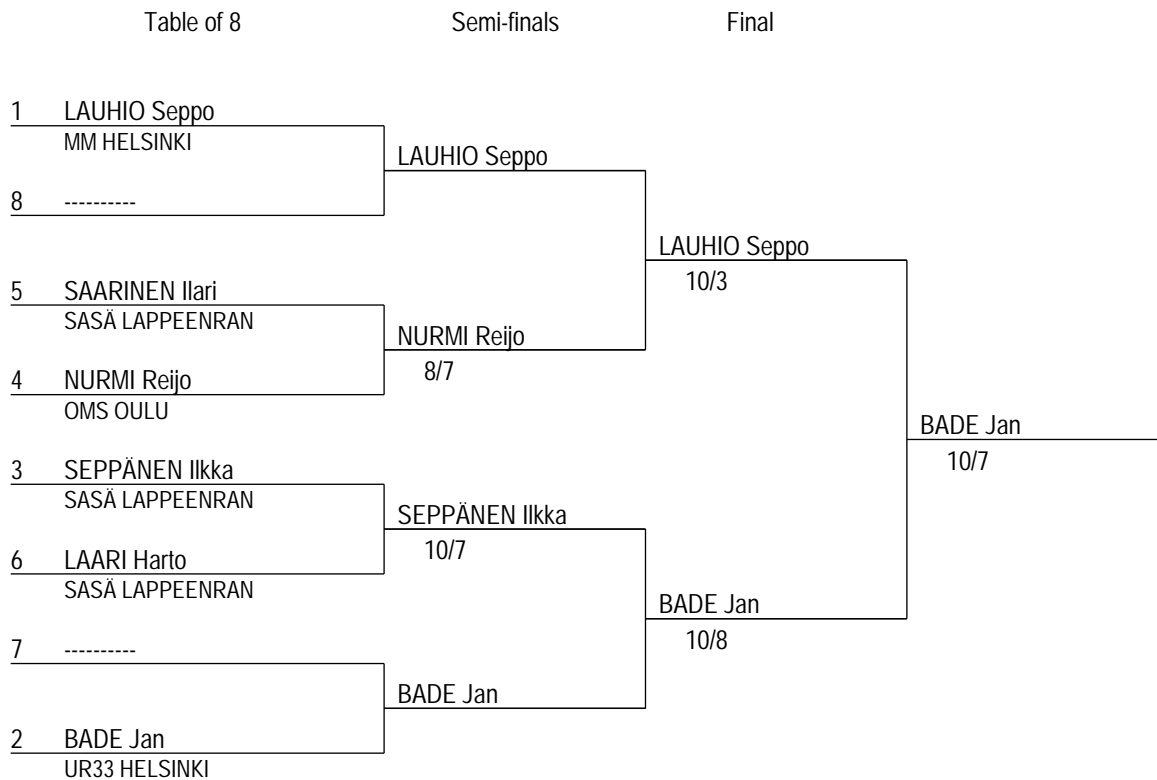 Table of 8 Semi-finals Final
1 LAUHIO Seppo
MM HELSINKI
LAUHIO Seppo
8 ----------
LAUHIO Seppo
10/3
5 SAARINEN Ilari
SASÄ LAPPEENRAN
NURMI Reijo
8/7
4 NURMI Reijo
OMS OULU
BADE Jan
10/7
3 SEPPÄNEN Ilkka
SASÄ LAPPEENRAN
SEPPÄNEN Ilkka
10/7
6 LAARI Harto
SASÄ LAPPEENRAN
BADE Jan
10/8
7 ----------
BADE Jan
2 BADE Jan
UR33 HELSINKI